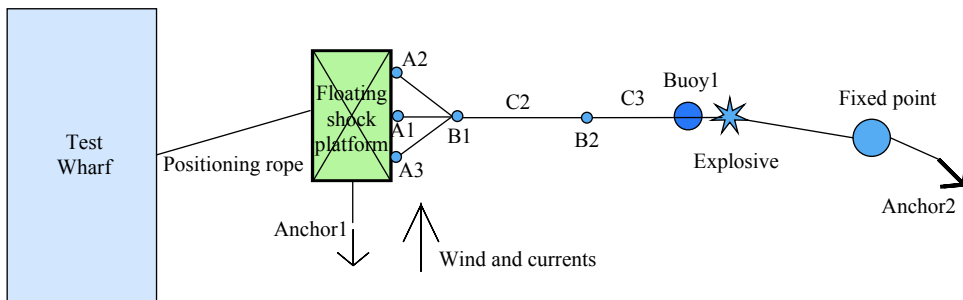 Test
Wharf
Positioning rope
Floating
shock
platform
A2
A1
A3
B1
C2
B2
C3
Buoy1
Explosive
Fixed point
Anchor2
Anchor1
Wind and currents